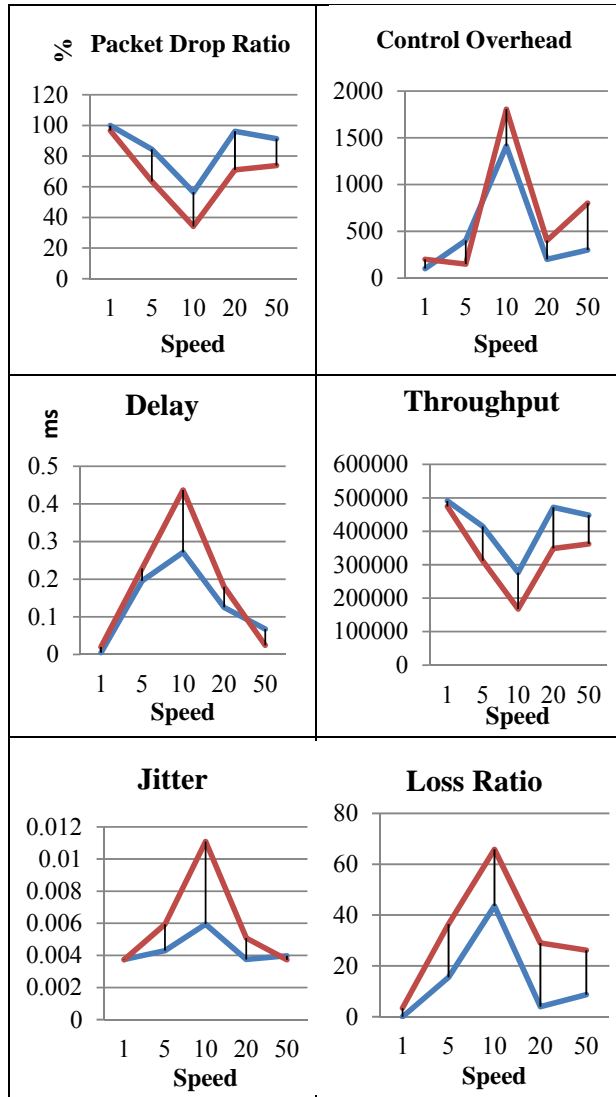 % Packet Drop Ratio
120
100
80
60
40
20
0
1 5 10 20 50
Speed
Control Overhead
2000
1500
1000
500
0
1 5 10 20 50
Speed
Delay
ms
0.5
0.4
0.3
0.2
0.1
0
1 5 10 20 50
Speed
Throughput
600000
500000
400000
300000
200000
100000
0
1 5 10 20 50
Speed
Jitter
0.012
0.01
0.008
0.006
0.004
0.002
0
1 5 10 20 50
Speed
Loss Ratio
80
60
40
20
0
1 5 10 20 50
Speed